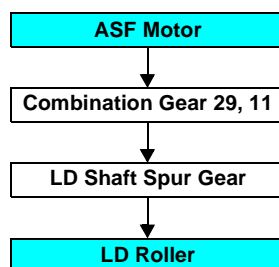 ASF Motor
Combination Gear 29, 11
LD Shaft Spur Gear
LD Roller